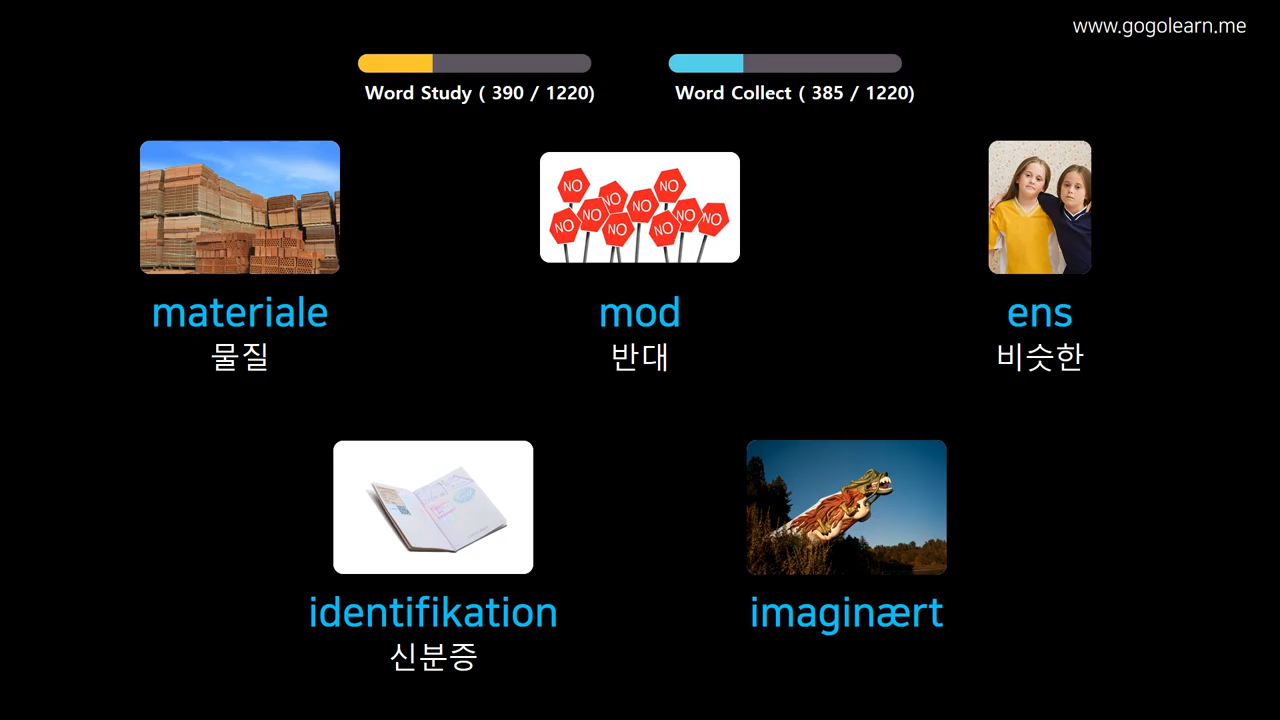 www.gogolearn.me
Word Study ( 390 / 1220)
Word Collect ( 385 / 1220)
NO NO NO NO NO NO NO NO NO NO
materiale
물질
mod
반대
ens
비슷한
identifikation
신분증
imaginært